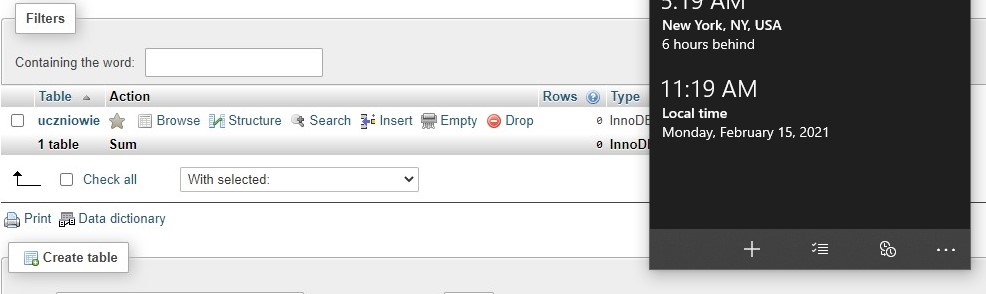 Filters
Containing the word:
Table Action Rows Type
uczniowie Browse Structure Search Insert Empty Drop 0
1 table Sum 0
Check all With selected:
Print Data dictionary
Create table
5:19 AM
New York, NY, USA
6 hours behind
11:19 AM
Local time
Monday, February 15, 2021